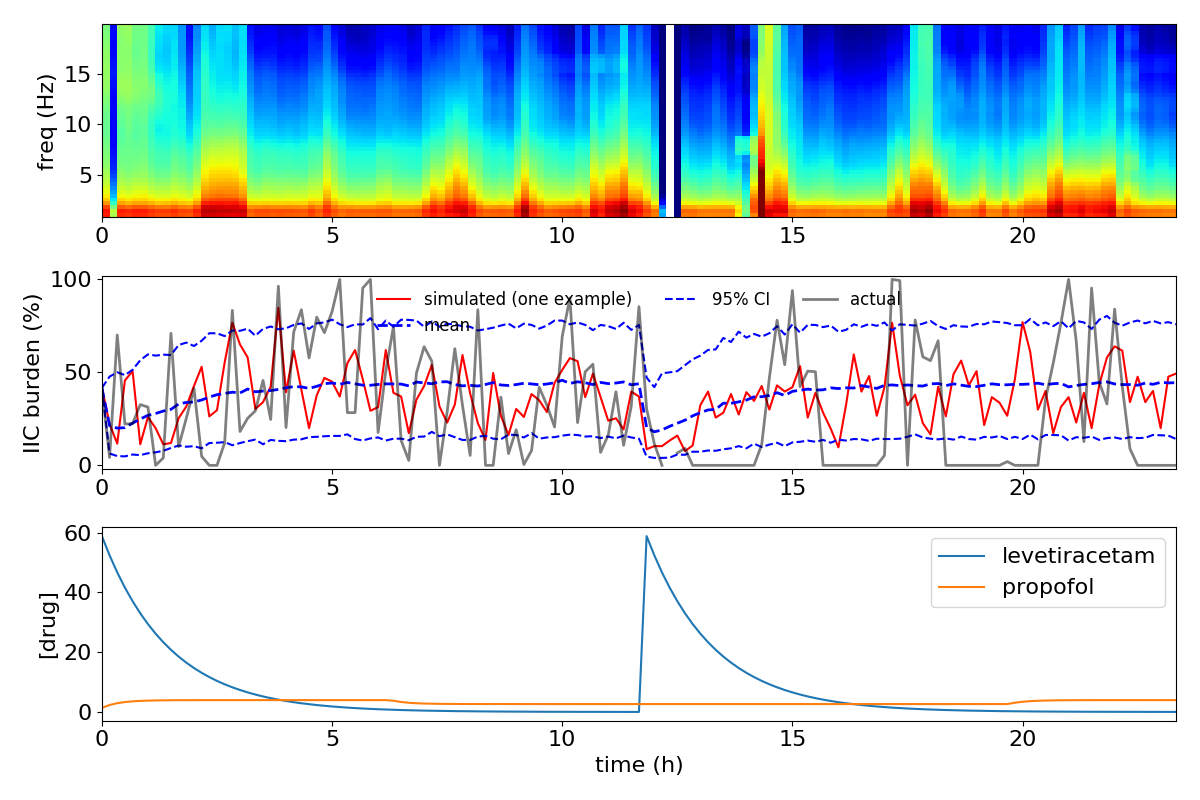 freq (Hz)
15
10
5
0 5 10 15 20
IIC burden (%)
100
50
0
simulated (one example)
mean
95% CI
actual
0 5 10 15 20
[drug]
60
40
20
0
levetiracetam
propofol
0 5 10 15 20
time (h)